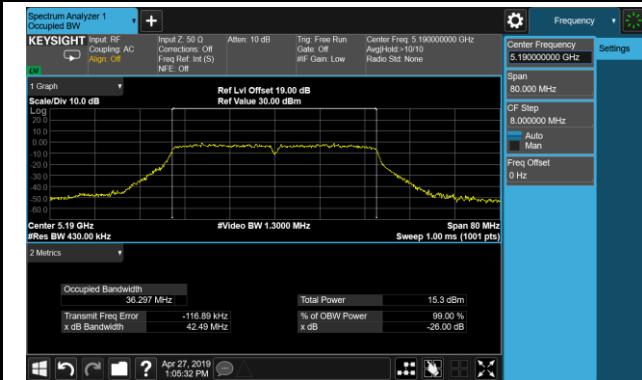 Spectrum Analyzer 1
Occupied BW
+
Frequency
KEYSIGHT
Input: RF
Coupling: AC
Align: Off
Input Z: 50 Ω
Corrections: Off
Freq Ref: Int (S)
NFE: Off
Atten: 10 dB
Trig: Free Run
Gate: Off
#IF Gain: Low
Center Freq: 5.190000000 GHz
Avg|Hold:>10/10
Radio Std: None
Center Frequency
5.190000000 GHz
Settings
Span
80.000 MHz
CF Step
8.000000 MHz
Auto
Man
Freq Offset
0 Hz
1 Graph
Scale/Div 10.0 dB
Ref Lvl Offset 19.00 dB
Ref Value 30.00 dBm
Log
20.0
10.0
0.00
-10.0
-20.0
-30.0
-40.0
-50.0
-60.0
Center 5.19 GHz
#Video BW 1.3000 MHz
Span 80 MHz
#Res BW 430.00 kHz
Sweep 1.00 ms (1001 pts)
2 Metrics
Occupied Bandwidth
36.297 MHz
Total Power
15.3 dBm
Transmit Freq Error
-116.89 kHz
% of OBW Power
99.00 %
x dB Bandwidth
42.49 MHz
x dB
-26.00 dB
?
Apr 27, 2019
1:05:32 PM